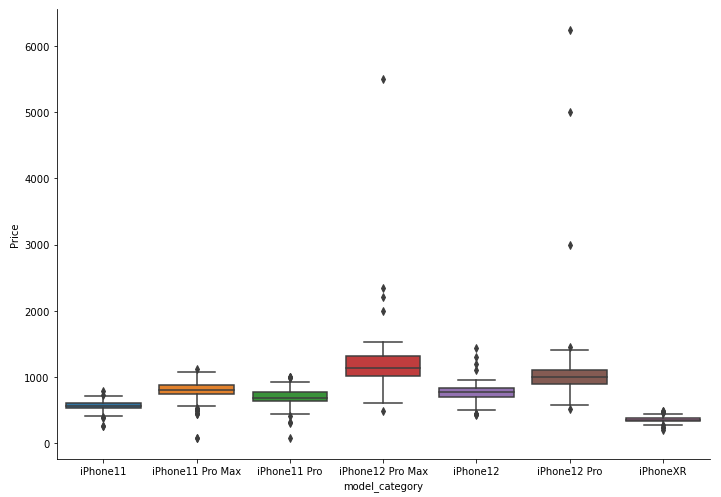 6000
5000
4000
3000
2000
1000
0
Price
iPhone11
iPhone11 Pro Max
iPhone11 Pro
iPhone12 Pro Max
iPhone12
iPhone12 Pro
iPhoneXR
model_category